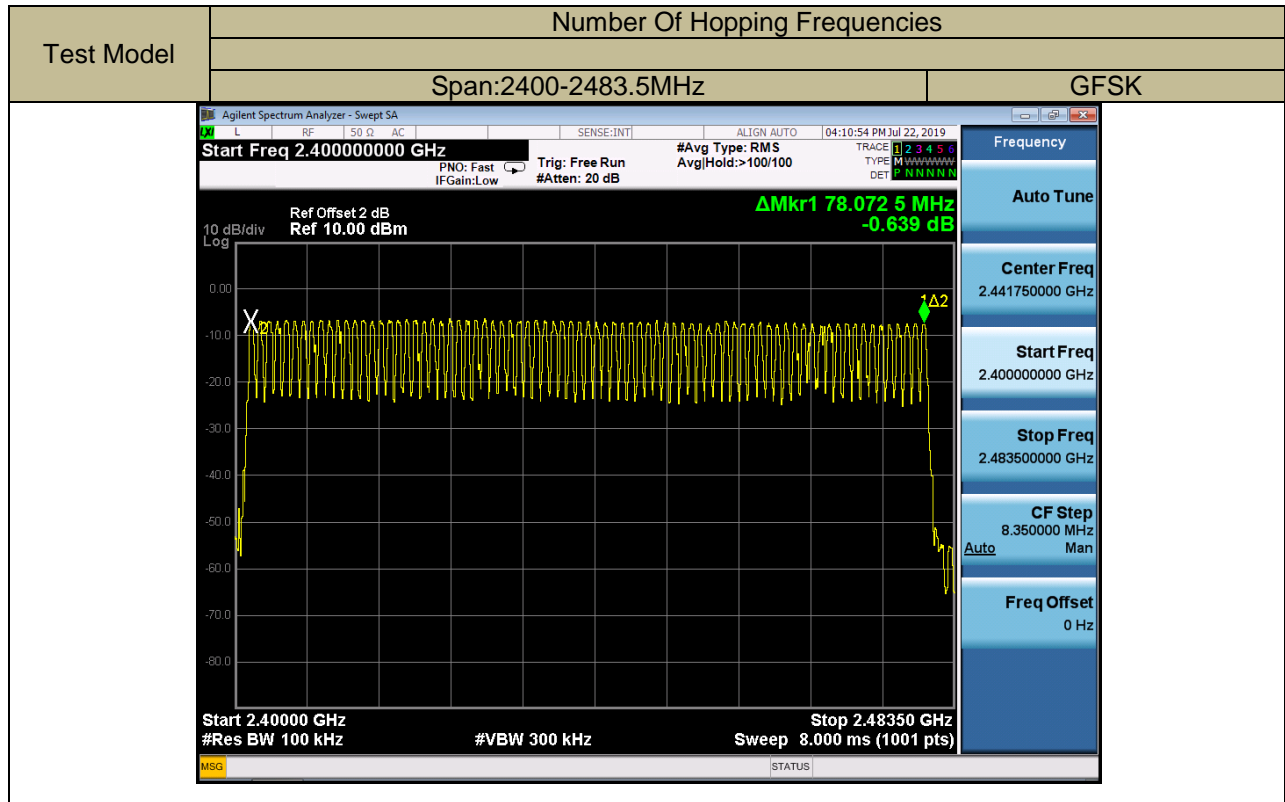 Test Model
Number Of Hopping Frequencies
Span:2400-2483.5MHz
GFSK
Agilent Spectrum Analyzer - Swept SA
LXI L RF 50 Ω AC SENSE:INT ALIGN AUTO 04:10:54 PM Jul 22, 2019
Start Freq 2.400000000 GHz
PNO: Fast
IFGain:Low
Trig: Free Run
#Atten: 20 dB
#Avg Type: RMS
Avg|Hold:>100/100
TRACE 1 2 3 4 5 6
TYPE M WWWWW
DET P N N N N N
ΔMkr1 78.072 5 MHz
-0.639 dB
Ref Offset 2 dB
10 dB/div Ref 10.00 dBm
Log
0.00
-10.0
-20.0
-30.0
-40.0
-50.0
-60.0
-70.0
-80.0
X2
1Δ2
Start 2.40000 GHz
Stop 2.48350 GHz
#Res BW 100 kHz
#VBW 300 kHz
Sweep 8.000 ms (1001 pts)
MSG
STATUS
Frequency
Auto Tune
Center Freq
2.441750000 GHz
Start Freq
2.400000000 GHz
Stop Freq
2.483500000 GHz
CF Step
8.350000 MHz
Auto Man
Freq Offset
0 Hz